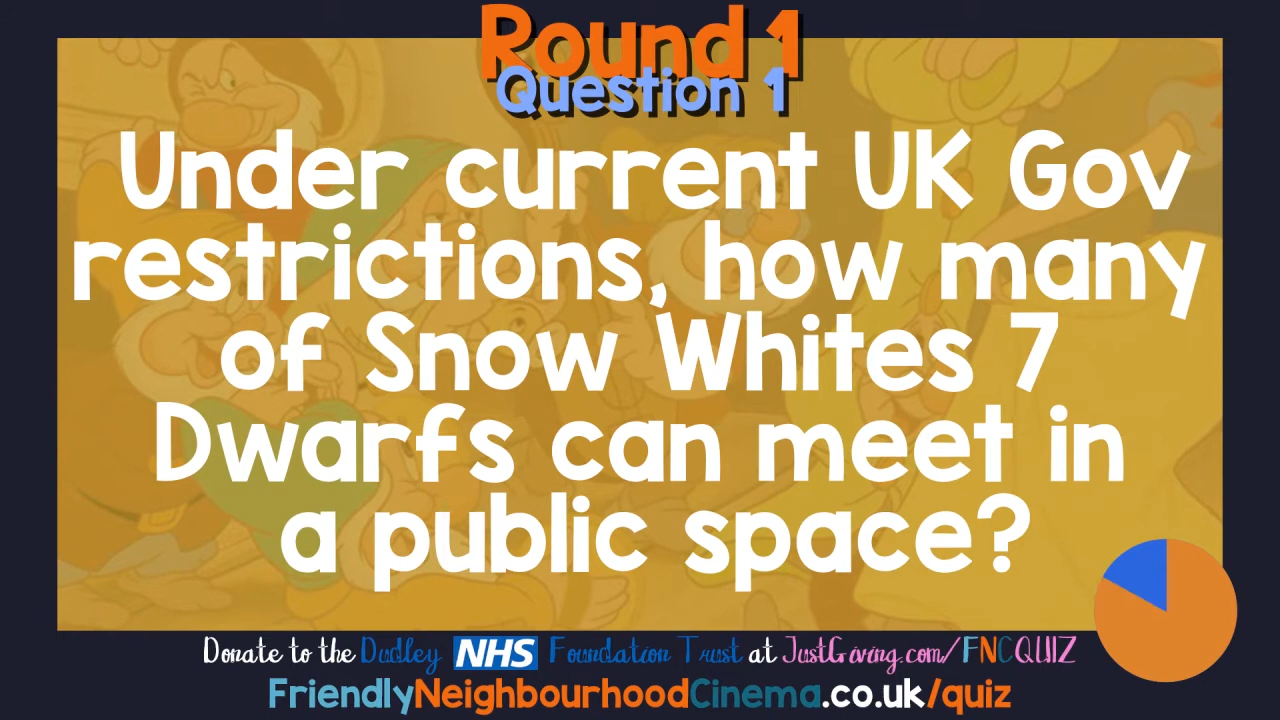 Round 1
Question 1
Under current UK Gov
restrictions, how many
of Snow Whites 7
Dwarfs can meet in
a public space?
Donate to the Dudley NHS Foundation Trust at JustGiving.com/FNCQUIZ
FriendlyNeighbourhoodCinema.co.uk/quiz